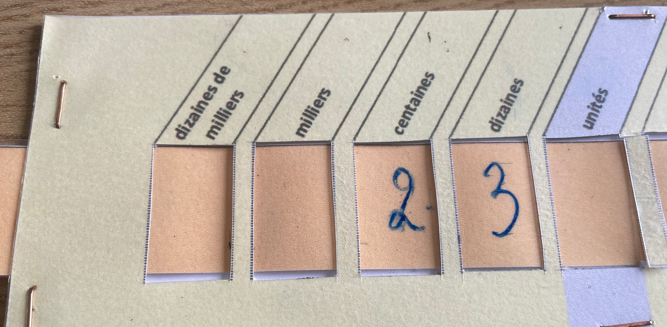 dizaines de
milliers
milliers
centaines
dizaines
unités
2 3